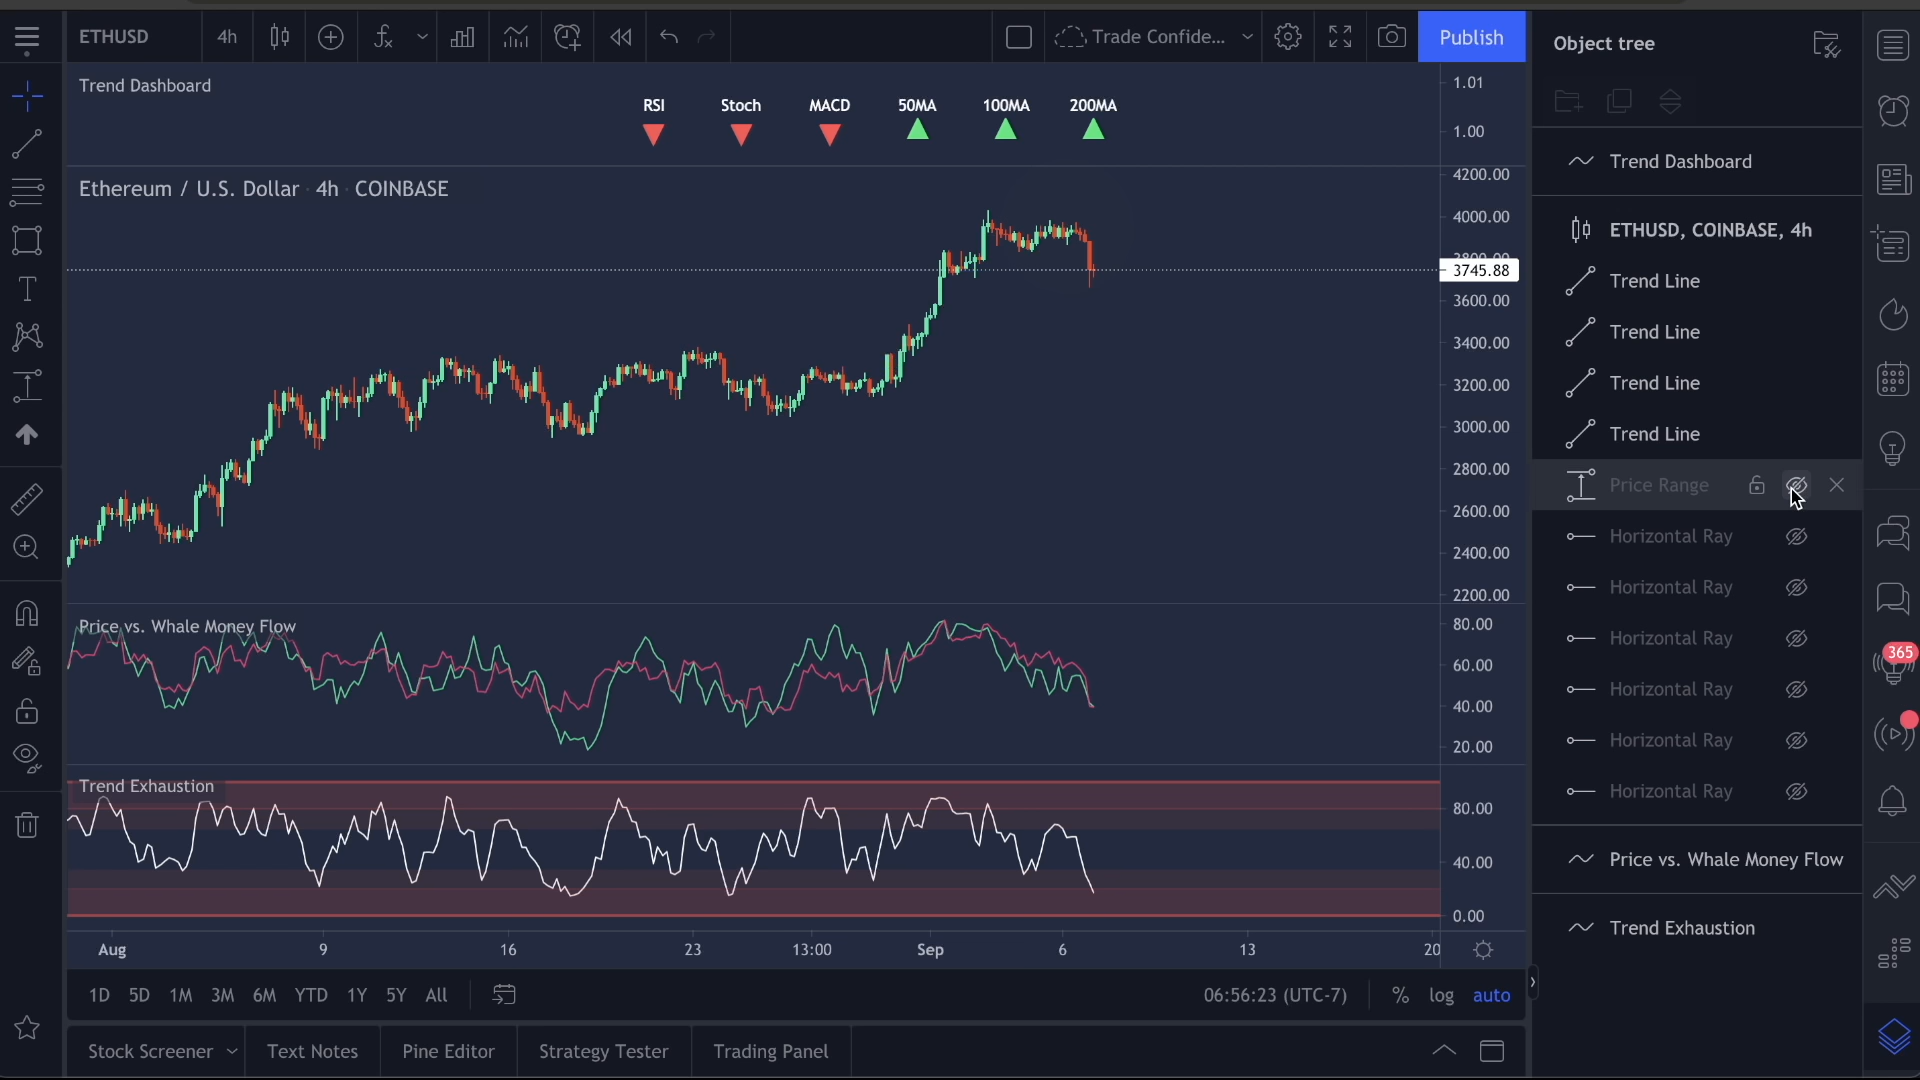 ETHUSD 4h Trade Confide... Publish Object tree
Trend Dashboard
RSI Stoch MACD 50MA 100MA 200MA
1.01
1.00
Ethereum / U.S. Dollar · 4h · COINBASE
4200.00
4000.00
3745.88
3600.00
3400.00
3200.00
3000.00
2800.00
2600.00
2400.00
2200.00
Price vs. Whale Money Flow
80.00
60.00
40.00
20.00
Trend Exhaustion
80.00
40.00
0.00
Aug 9 16 23 13:00 Sep 6 13 20
1D 5D 1M 3M 6M YTD 1Y 5Y All 06:56:23 (UTC-7) % log auto
Stock Screener Text Notes Pine Editor Strategy Tester Trading Panel
Trend Dashboard
ETHUSD, COINBASE, 4h
Trend Line
Trend Line
Trend Line
Trend Line
Price Range
Horizontal Ray
Horizontal Ray
Horizontal Ray
Horizontal Ray
Horizontal Ray
Horizontal Ray
Price vs. Whale Money Flow
Trend Exhaustion
365